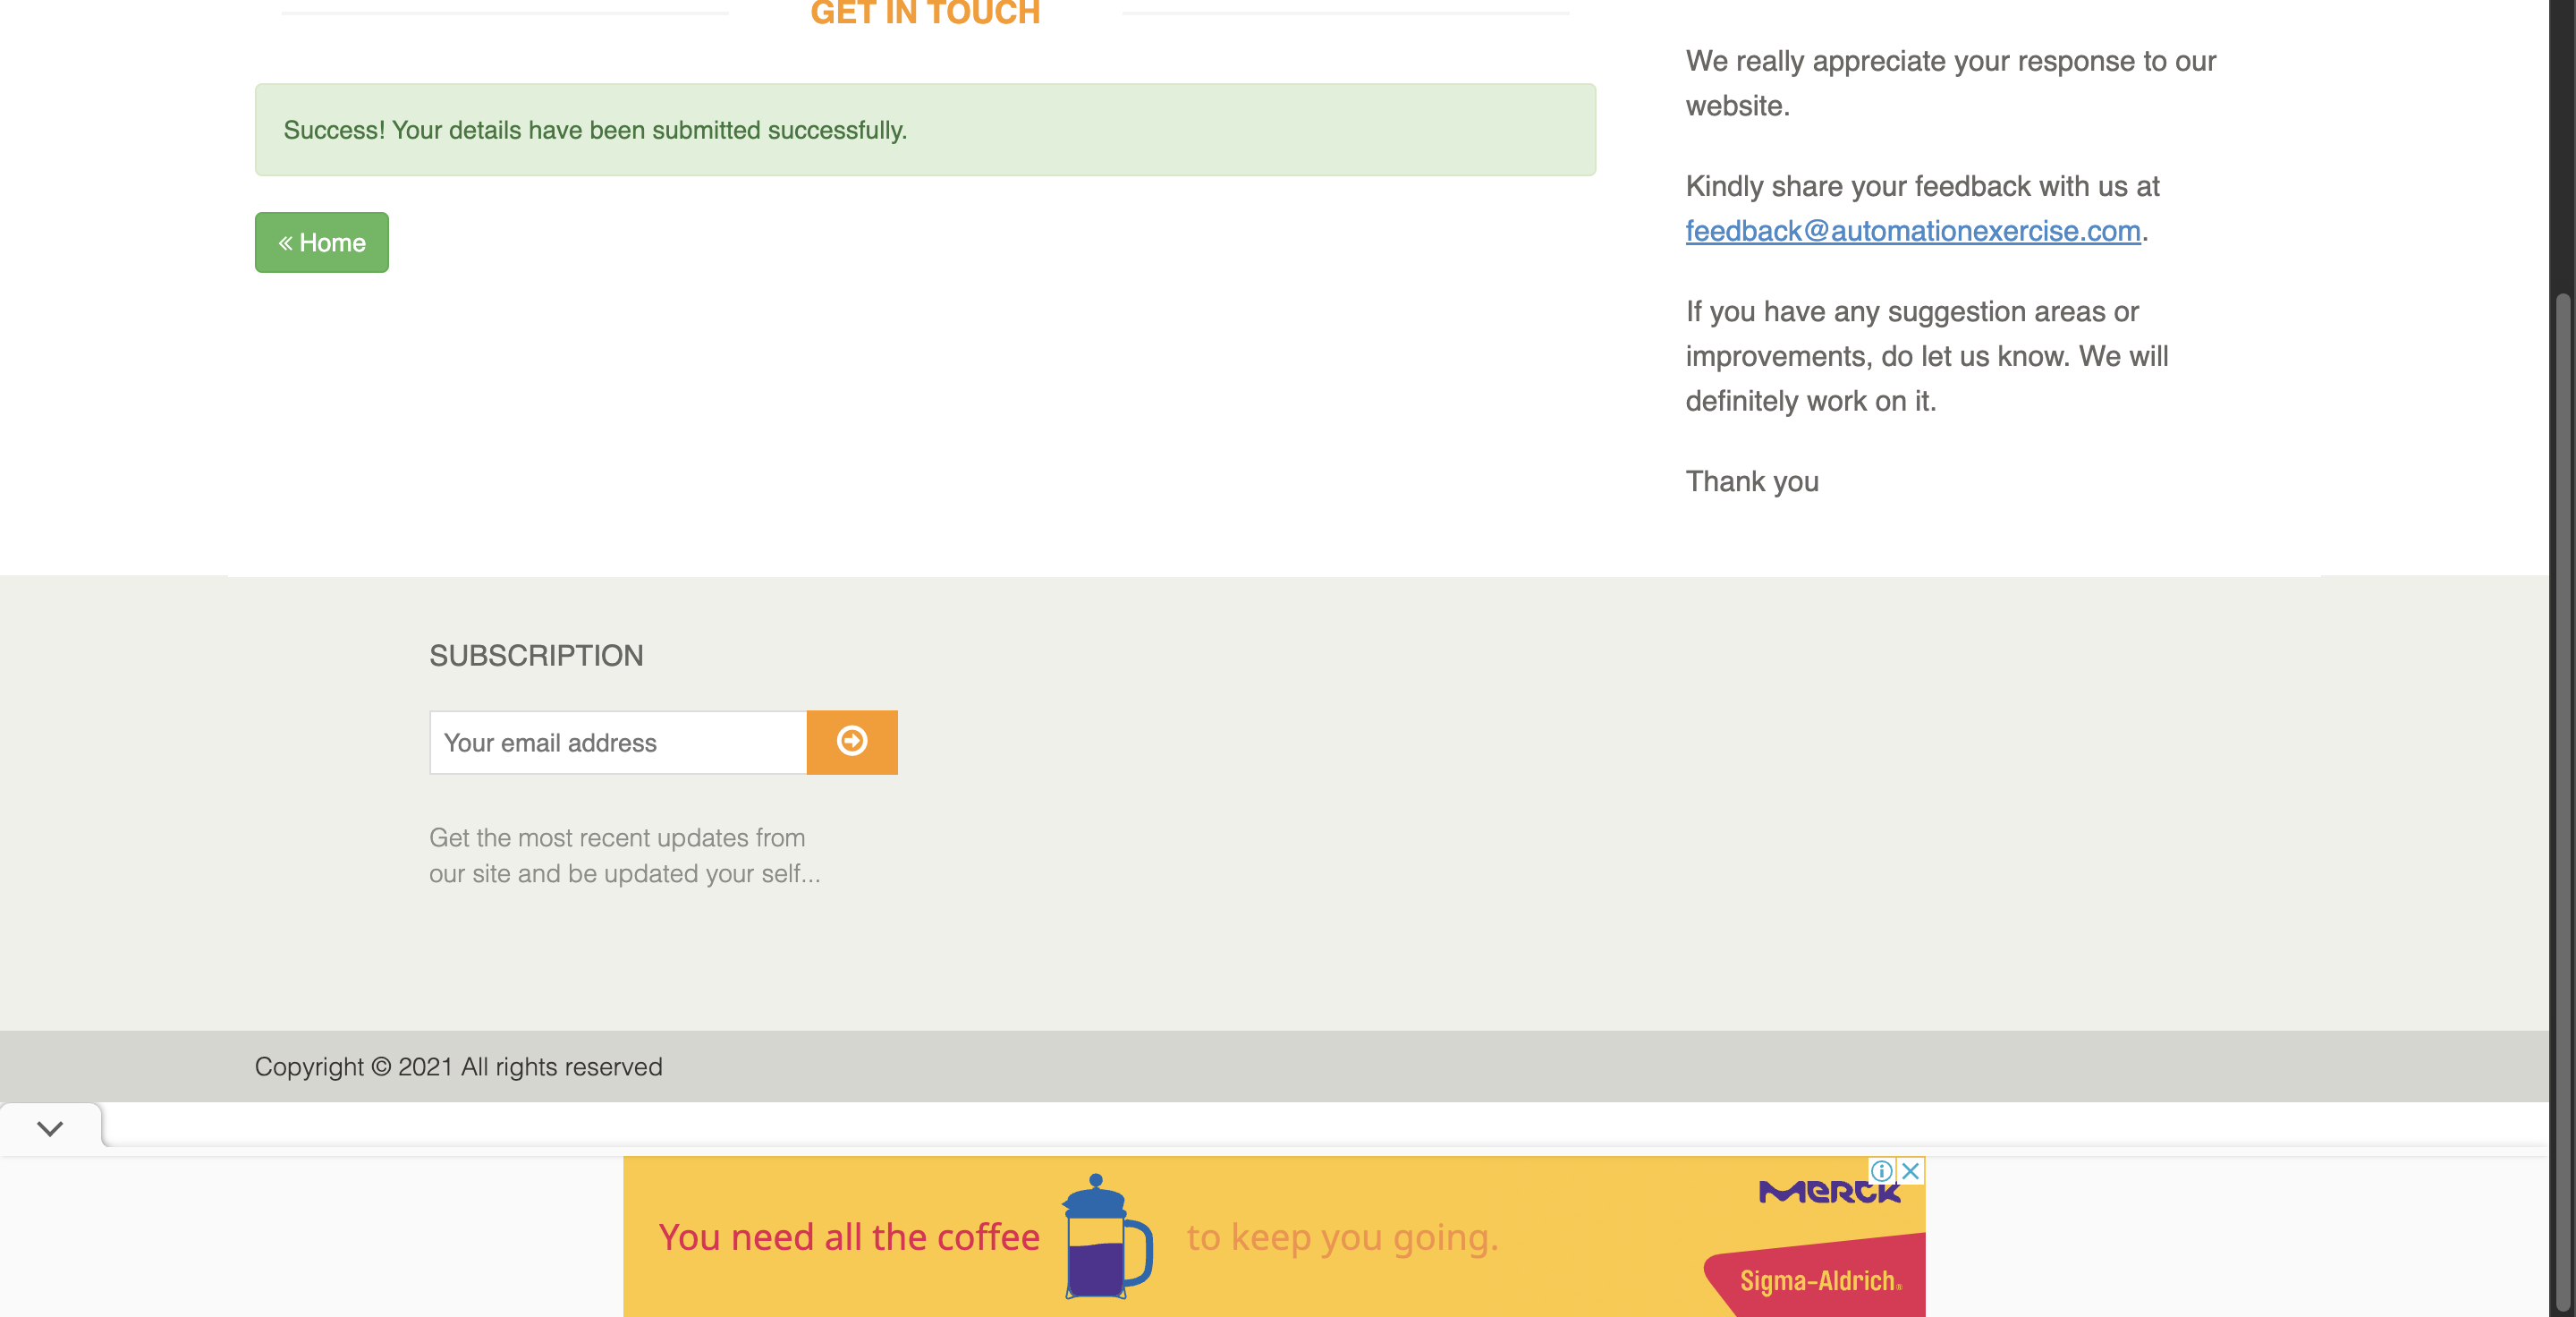 GET IN TOUCH
Success! Your details have been submitted successfully.
« Home
We really appreciate your response to our
website.
Kindly share your feedback with us at
feedback@automationexercise.com.
If you have any suggestion areas or
improvements, do let us know. We will
definitely work on it.
Thank you
SUBSCRIPTION
Your email address
Get the most recent updates from
our site and be updated your self...
Copyright © 2021 All rights reserved
You need all the coffee to keep you going.
MERCK
Sigma-Aldrich®